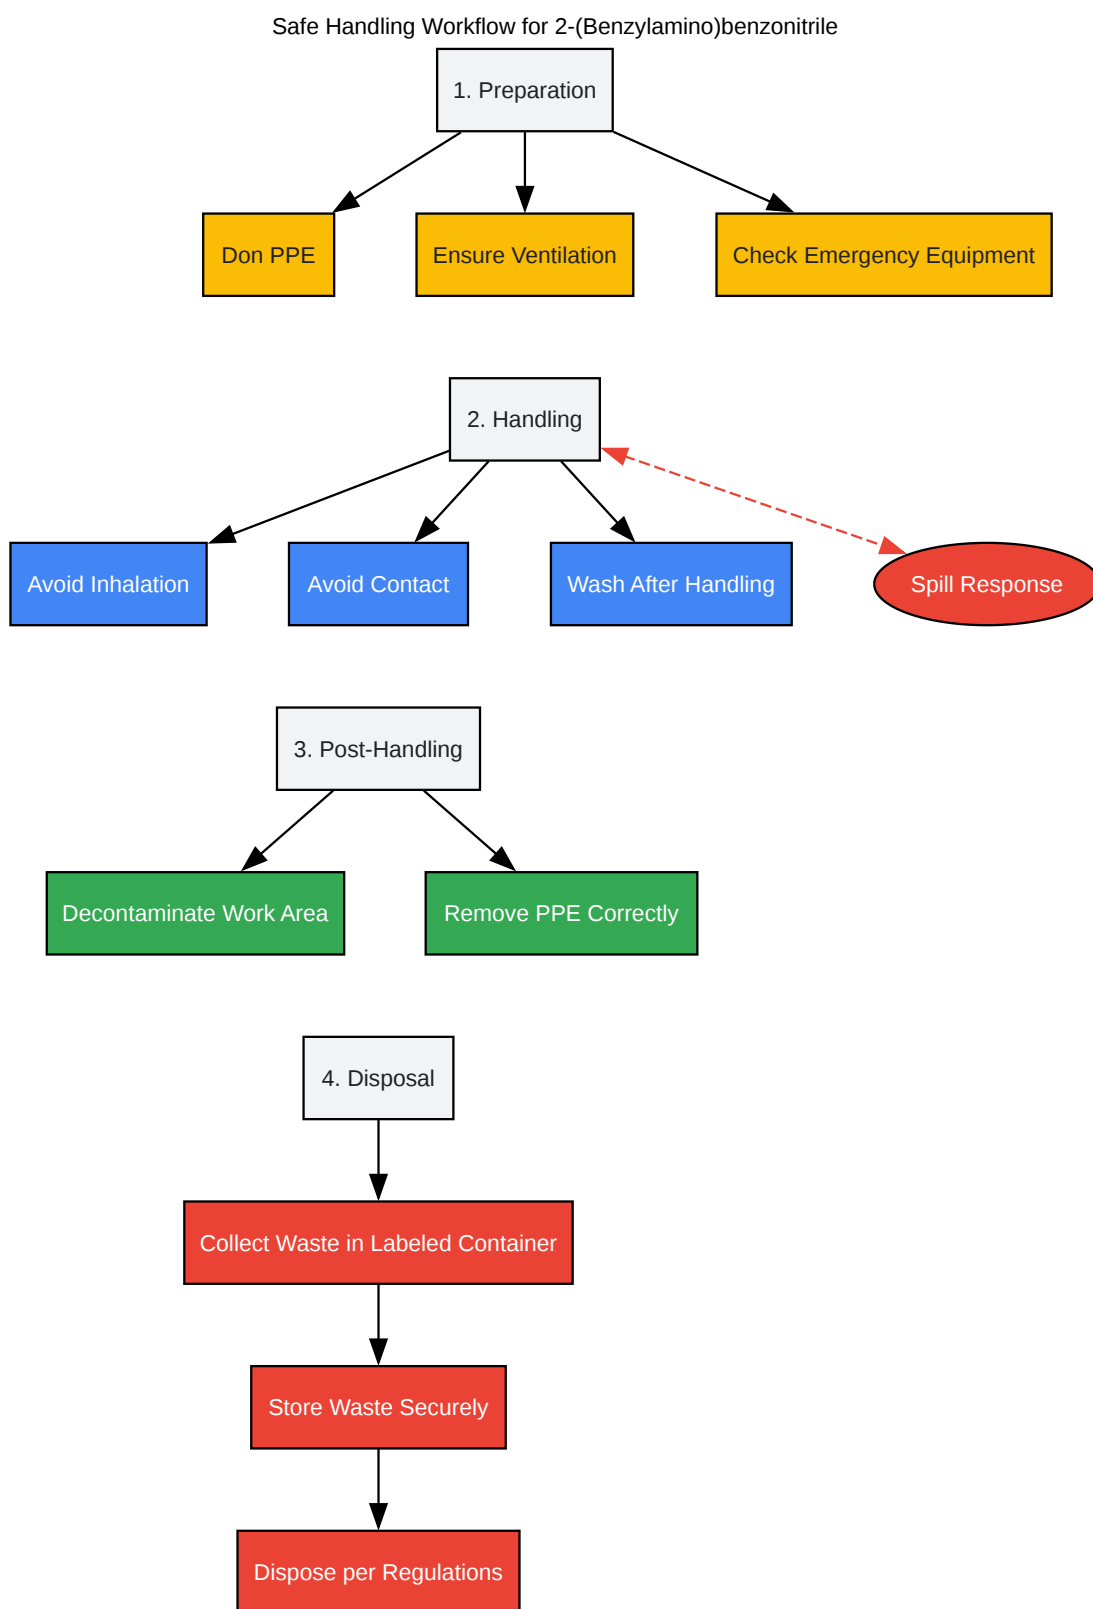 Safe Handling Workflow for 2-(Benzylamino)benzonitrile
1. Preparation
Don PPE
Ensure Ventilation
Check Emergency Equipment
2. Handling
Avoid Inhalation
Avoid Contact
Wash After Handling
Spill Response
3. Post-Handling
Decontaminate Work Area
Remove PPE Correctly
4. Disposal
Collect Waste in Labeled Container
Store Waste Securely
Dispose per Regulations